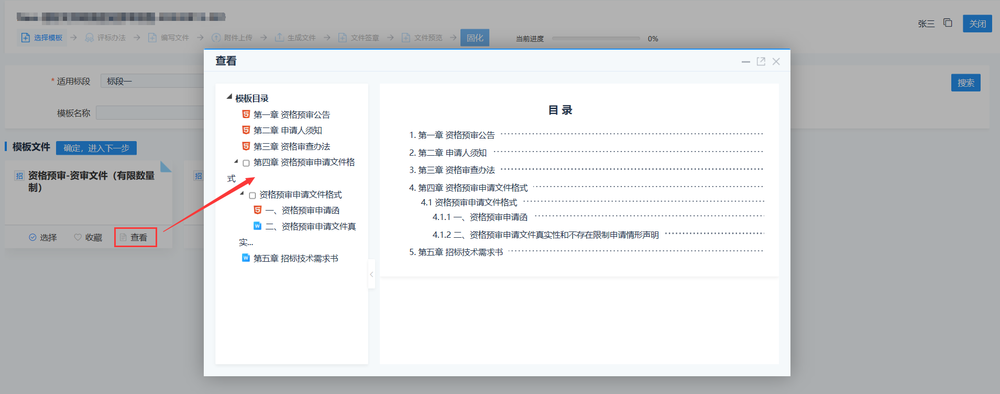 张三
关闭
选择模板
评标办法
编写文件
附件上传
生成文件
文件签章
文件预览
固化
当前进度
0%
* 适用标段
标段一
搜索
模板名称
模板文件
确定，进入下一步
招
资格预审-资审文件（有限数量
制）
招
选择
收藏
查看
查看
模板目录
第一章 资格预审公告
第二章 申请人须知
第三章 资格审查办法
第四章 资格预审申请文件格
式
资格预审申请文件格式
一、资格预审申请函
二、资格预审申请文件真
实...
第五章 招标技术需求书
目 录
1. 第一章 资格预审公告
2. 第二章 申请人须知
3. 第三章 资格审查办法
4. 第四章 资格预审申请文件格式
4.1 资格预审申请文件格式
4.1.1 一、资格预审申请函
4.1.2 二、资格预审申请文件真实性和不存在限制申请情形声明
5. 第五章 招标技术需求书